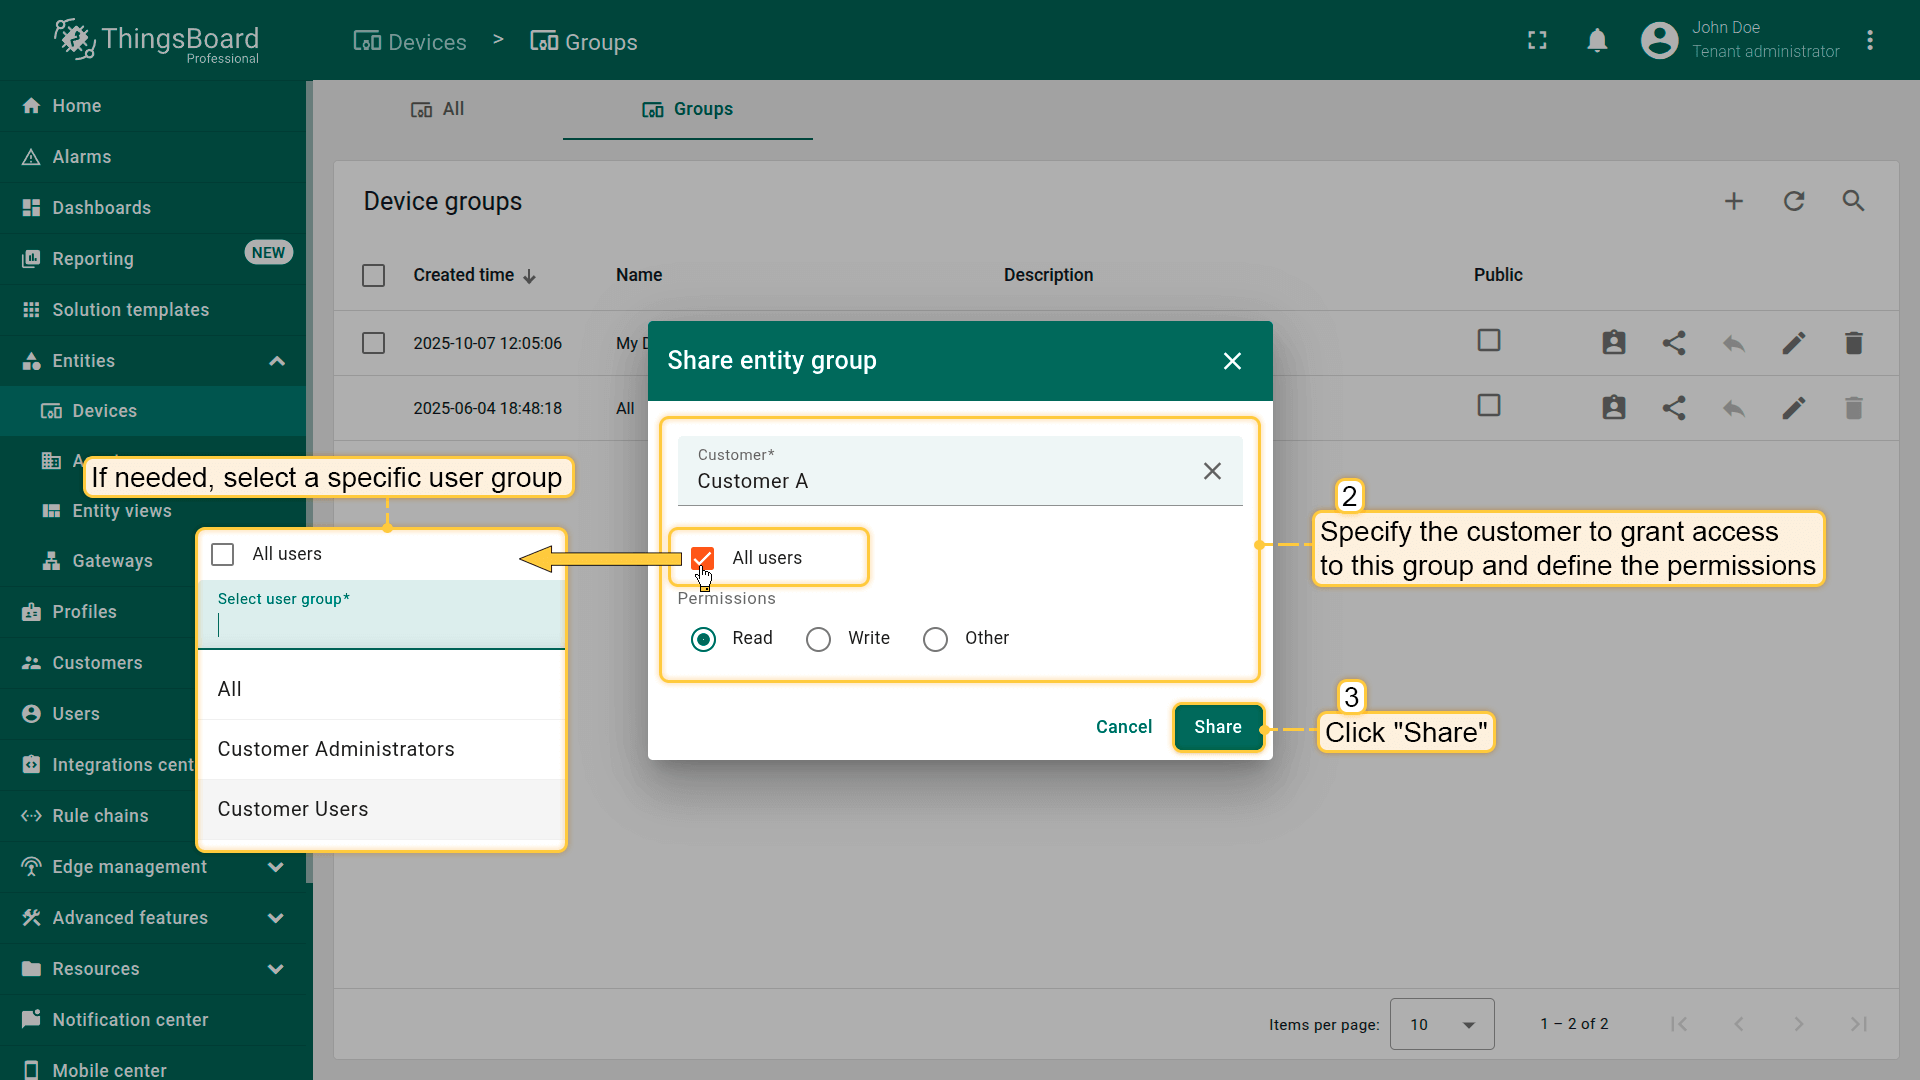 ThingsBoard
Professional
Devices > Groups
John Doe
Tenant administrator
Home
Alarms
Dashboards
Reporting NEW
Solution templates
Entities
Devices
Entity views
Gateways
Profiles
Customers
Users
Integrations cent
Rule chains
Edge management
Advanced features
Resources
Notification center
Mobile center
All
Groups
Device groups
Created time Name Description Public
2025-10-07 12:05:06 My D
2025-06-04 18:48:18 All
Share entity group
Customer*
Customer A
All users
Permissions
Read Write Other
Cancel Share
If needed, select a specific user group
All users
Select user group*
All
Customer Administrators
Customer Users
2
Specify the customer to grant access
to this group and define the permissions
3
Click "Share"
Items per page: 10 1 – 2 of 2